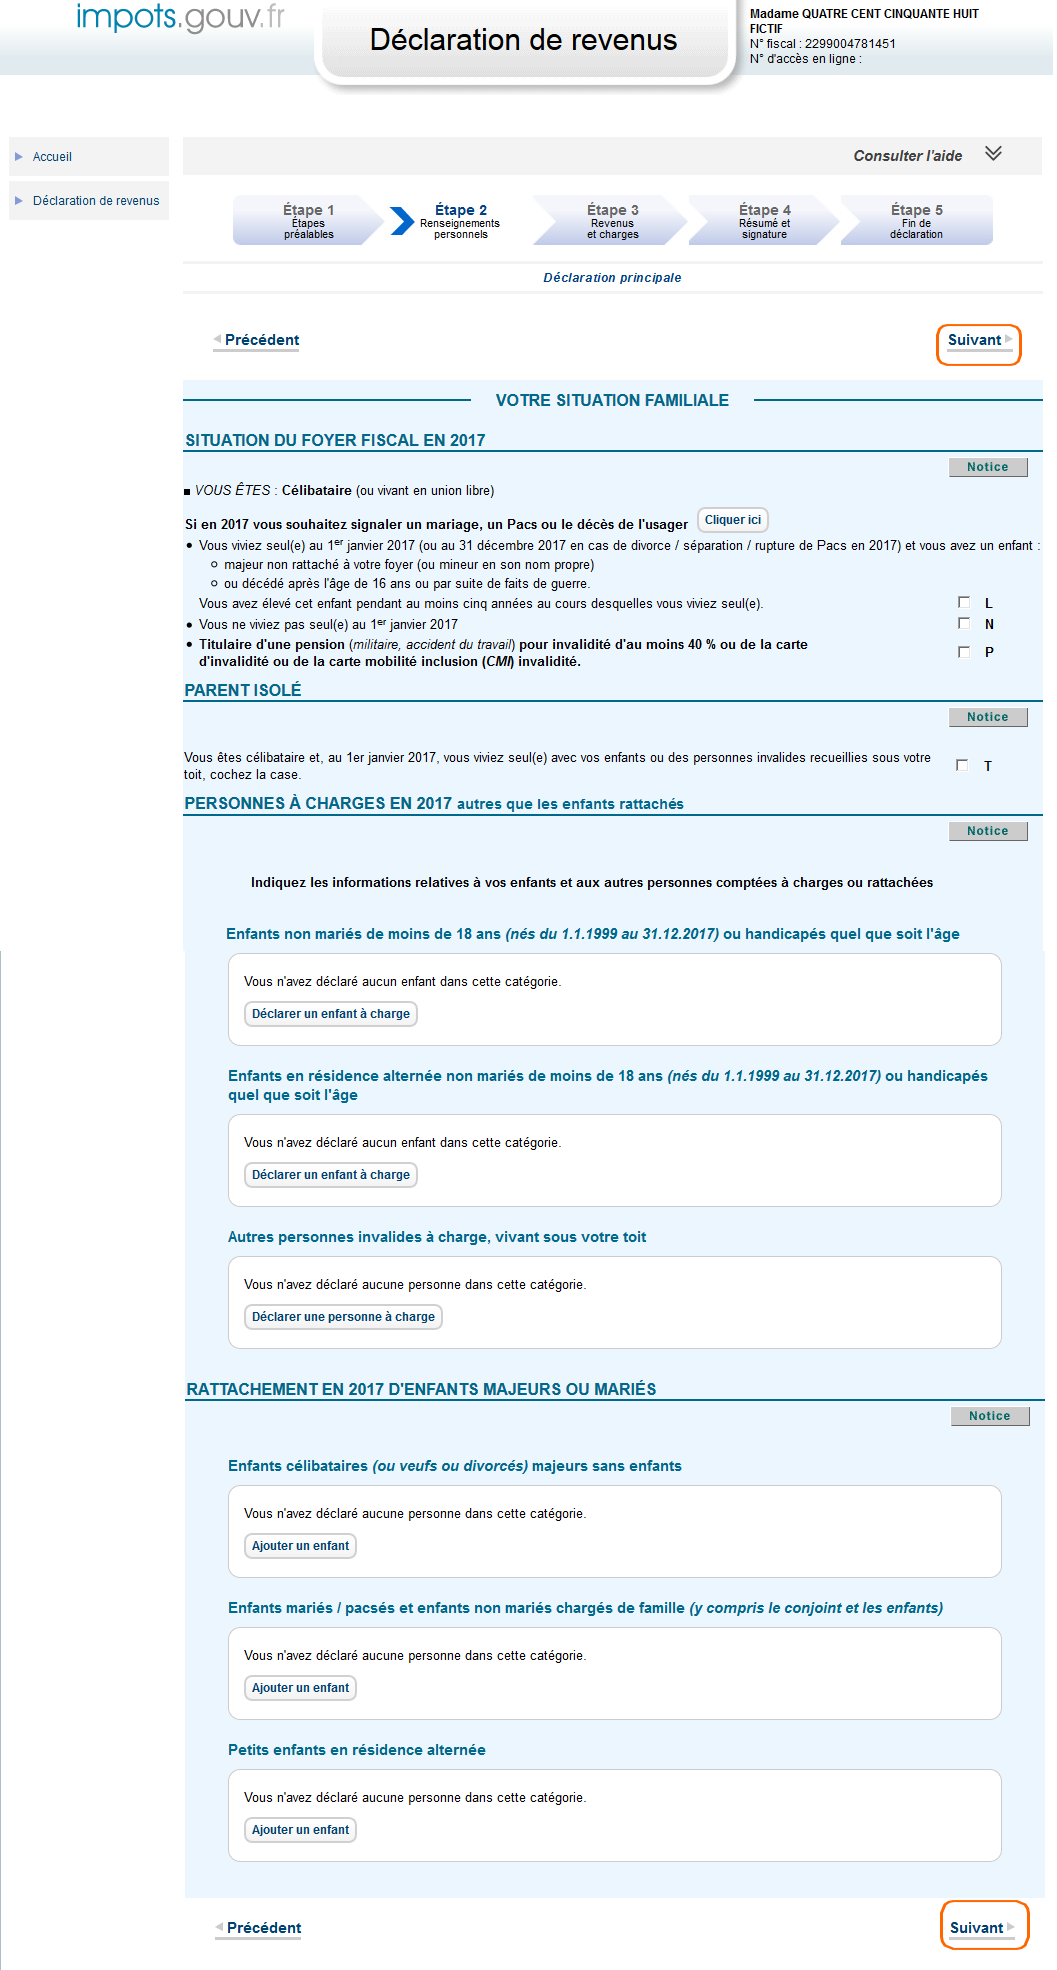 impots.gouv.fr
Déclaration de revenus
Madame QUATRE CENT CINQUANTE HUIT
FICTIF
N° fiscal : 2299004781451
N° d'accès en ligne :
Accueil
Déclaration de revenus
Consulter l'aide
Étape 1
Étapes
préalables
Étape 2
Renseignements
personnels
Étape 3
Revenus
et charges
Étape 4
Résumé et
signature
Étape 5
Fin de
déclaration
Déclaration principale
Précédent
Suivant
VOTRE SITUATION FAMILIALE
SITUATION DU FOYER FISCAL EN 2017
Notice
VOUS ÊTES : Célibataire (ou vivant en union libre)
Si en 2017 vous souhaitez signaler un mariage, un Pacs ou le décès de l'usager Cliquer ici
• Vous viviez seul(e) au 1er janvier 2017 (ou au 31 décembre 2017 en cas de divorce / séparation / rupture de Pacs en 2017) et vous avez un enfant :
majeur non rattaché à votre foyer (ou mineur en son nom propre)
ou décédé après l'âge de 16 ans ou par suite de faits de guerre.
Vous avez élevé cet enfant pendant au moins cinq années au cours desquelles vous viviez seul(e). L
• Vous ne viviez pas seul(e) au 1er janvier 2017 N
• Titulaire d'une pension (militaire, accident du travail) pour invalidité d'au moins 40 % ou de la carte
d'invalidité ou de la carte mobilité inclusion (CMI) invalidité. P
PARENT ISOLÉ
Notice
Vous êtes célibataire et, au 1er janvier 2017, vous viviez seul(e) avec vos enfants ou des personnes invalides recueillies sous votre
toit, cochez la case. T
PERSONNES À CHARGES EN 2017 autres que les enfants rattachés
Notice
Indiquez les informations relatives à vos enfants et aux autres personnes comptées à charges ou rattachées
Enfants non mariés de moins de 18 ans (nés du 1.1.1999 au 31.12.2017) ou handicapés quel que soit l'âge
Vous n'avez déclaré aucun enfant dans cette catégorie.
Déclarer un enfant à charge
Enfants en résidence alternée non mariés de moins de 18 ans (nés du 1.1.1999 au 31.12.2017) ou handicapés
quel que soit l'âge
Vous n'avez déclaré aucun enfant dans cette catégorie.
Déclarer un enfant à charge
Autres personnes invalides à charge, vivant sous votre toit
Vous n'avez déclaré aucune personne dans cette catégorie.
Déclarer une personne à charge
RATTACHEMENT EN 2017 D'ENFANTS MAJEURS OU MARIÉS
Notice
Enfants célibataires (ou veufs ou divorcés) majeurs sans enfants
Vous n'avez déclaré aucune personne dans cette catégorie.
Ajouter un enfant
Enfants mariés / pacsés et enfants non mariés chargés de famille (y compris le conjoint et les enfants)
Vous n'avez déclaré aucune personne dans cette catégorie.
Ajouter un enfant
Petits enfants en résidence alternée
Vous n'avez déclaré aucune personne dans cette catégorie.
Ajouter un enfant
Précédent
Suivant